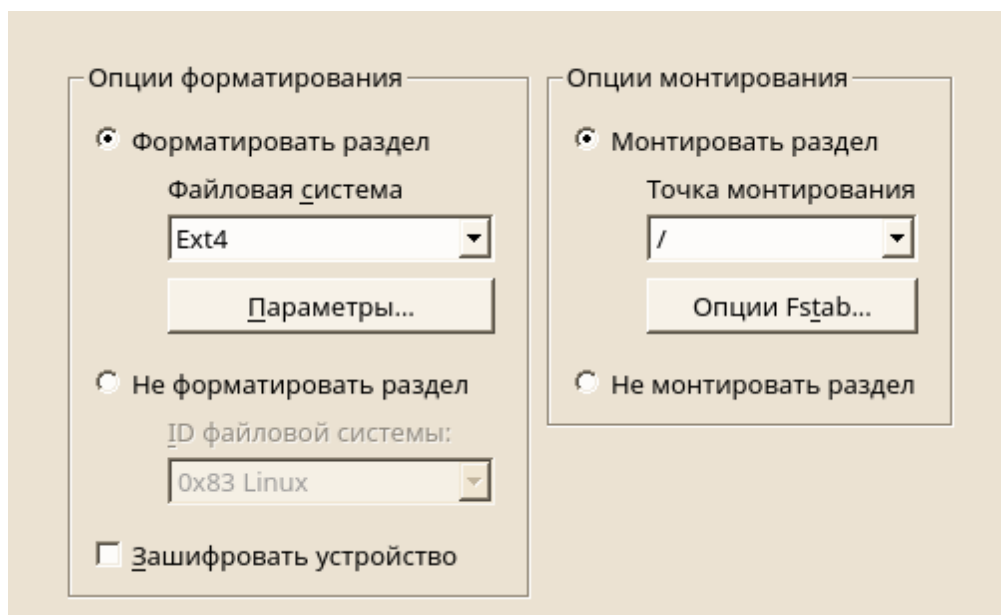 Опции форматирования
Форматировать раздел
Файловая система
Ext4
Параметры...
Не форматировать раздел
ID файловой системы:
0x83 Linux
Зашифровать устройство
Опции монтирования
Монтировать раздел
Точка монтирования
/
Опции Fstab...
Не монтировать раздел